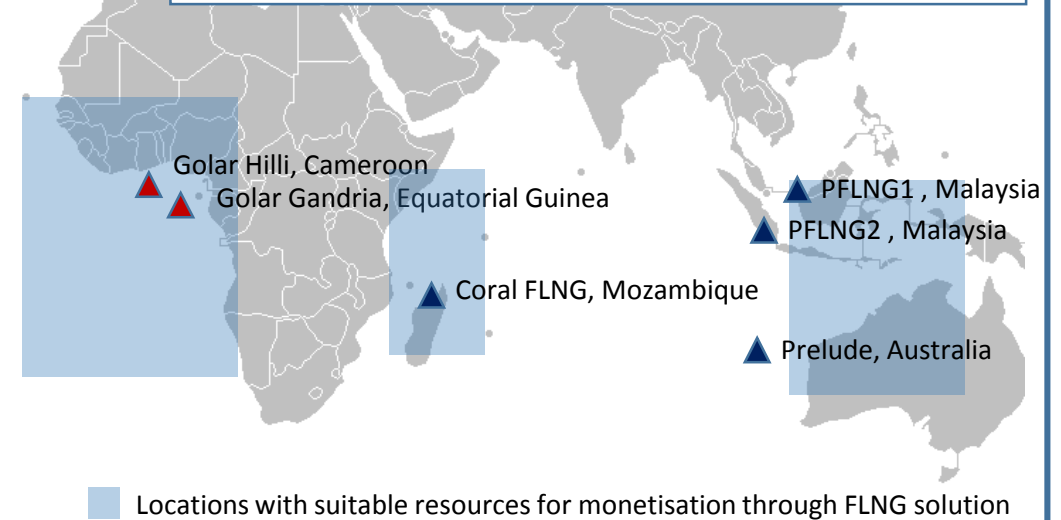 Golar Hilli, Cameroon
Golar Gandria, Equatorial Guinea
PFLNG1 , Malaysia
PFLNG2 , Malaysia
Coral FLNG, Mozambique
Prelude, Australia
Locations with suitable resources for monetisation through FLNG solution